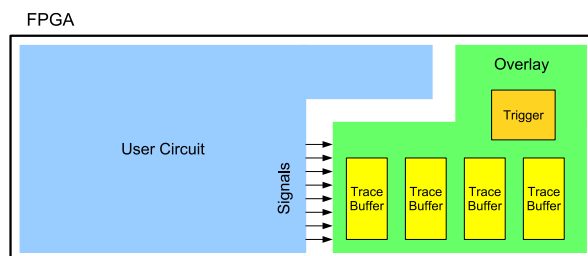 FPGA
Overlay
Trigger
User Circuit
Signals
Trace
Buffer
Trace
Buffer
Trace
Buffer
Trace
Buffer